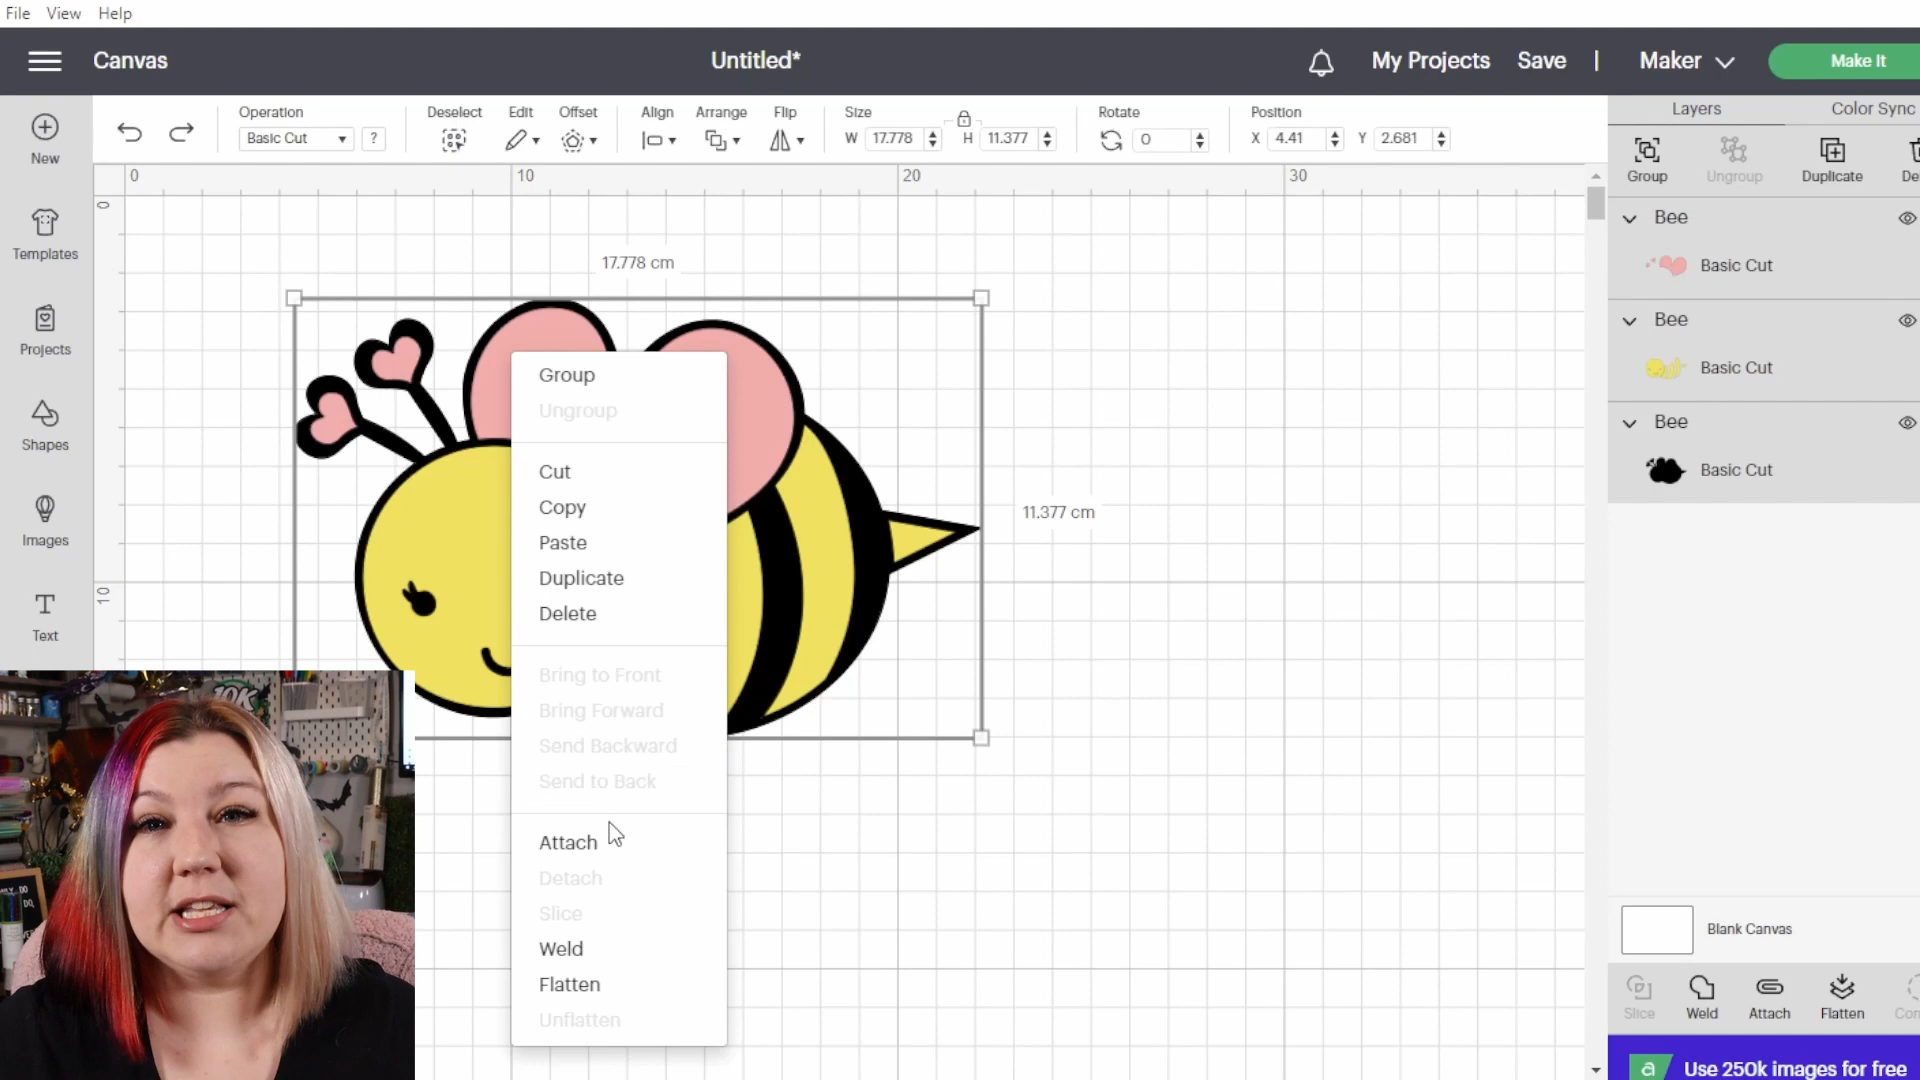 File View Help
Canvas Untitled* My Projects Save | Maker Make It
Operation Deselect Edit Offset Align Arrange Flip Size Rotate Position
Basic Cut ? W 17.778 H 11.377 0 X 4.41 Y 2.681
Layers Color Sync
Group Ungroup Duplicate De
New
Templates
Projects
Shapes
Images
Text
0 10 20 30
0
10
17.778 cm
11.377 cm
Group
Ungroup
Cut
Copy
Paste
Duplicate
Delete
Bring to Front
Bring Forward
Send Backward
Send to Back
Attach
Detach
Slice
Weld
Flatten
Unflatten
Bee
Basic Cut
Bee
Basic Cut
Bee
Basic Cut
Blank Canvas
Slice Weld Attach Flatten Con
a Use 250k images for free
10K